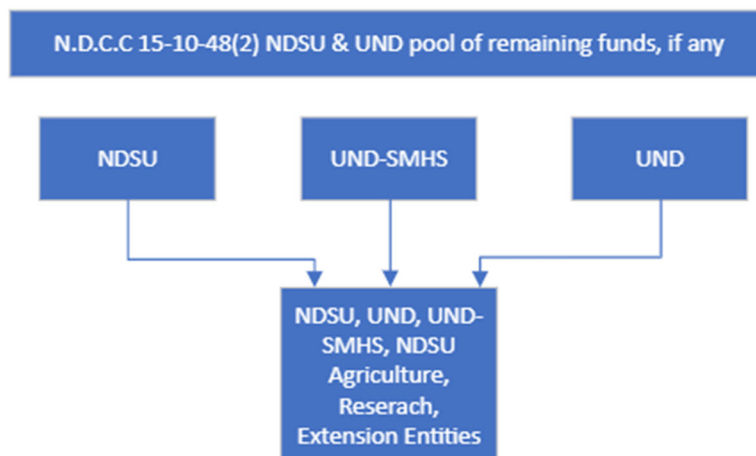 N.D.C.C 15-10-48(2) NDSU & UND pool of remaining funds, if any
NDSU
UND-SMHS
UND
NDSU, UND, UND-
SMHS, NDSU
Agriculture,
Reserach,
Extension Entities